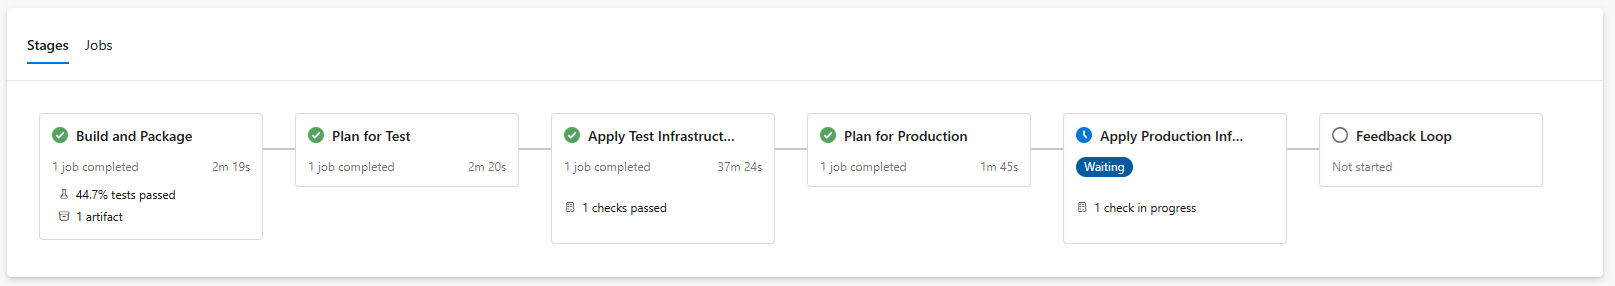 Stages Jobs
Build and Package
1 job completed 2m 19s
44.7% tests passed
1 artifact
Plan for Test
1 job completed 2m 20s
Apply Test Infrastruct...
1 job completed 37m 24s
1 checks passed
Plan for Production
1 job completed 1m 45s
Apply Production Inf...
Waiting
1 check in progress
Feedback Loop
Not started